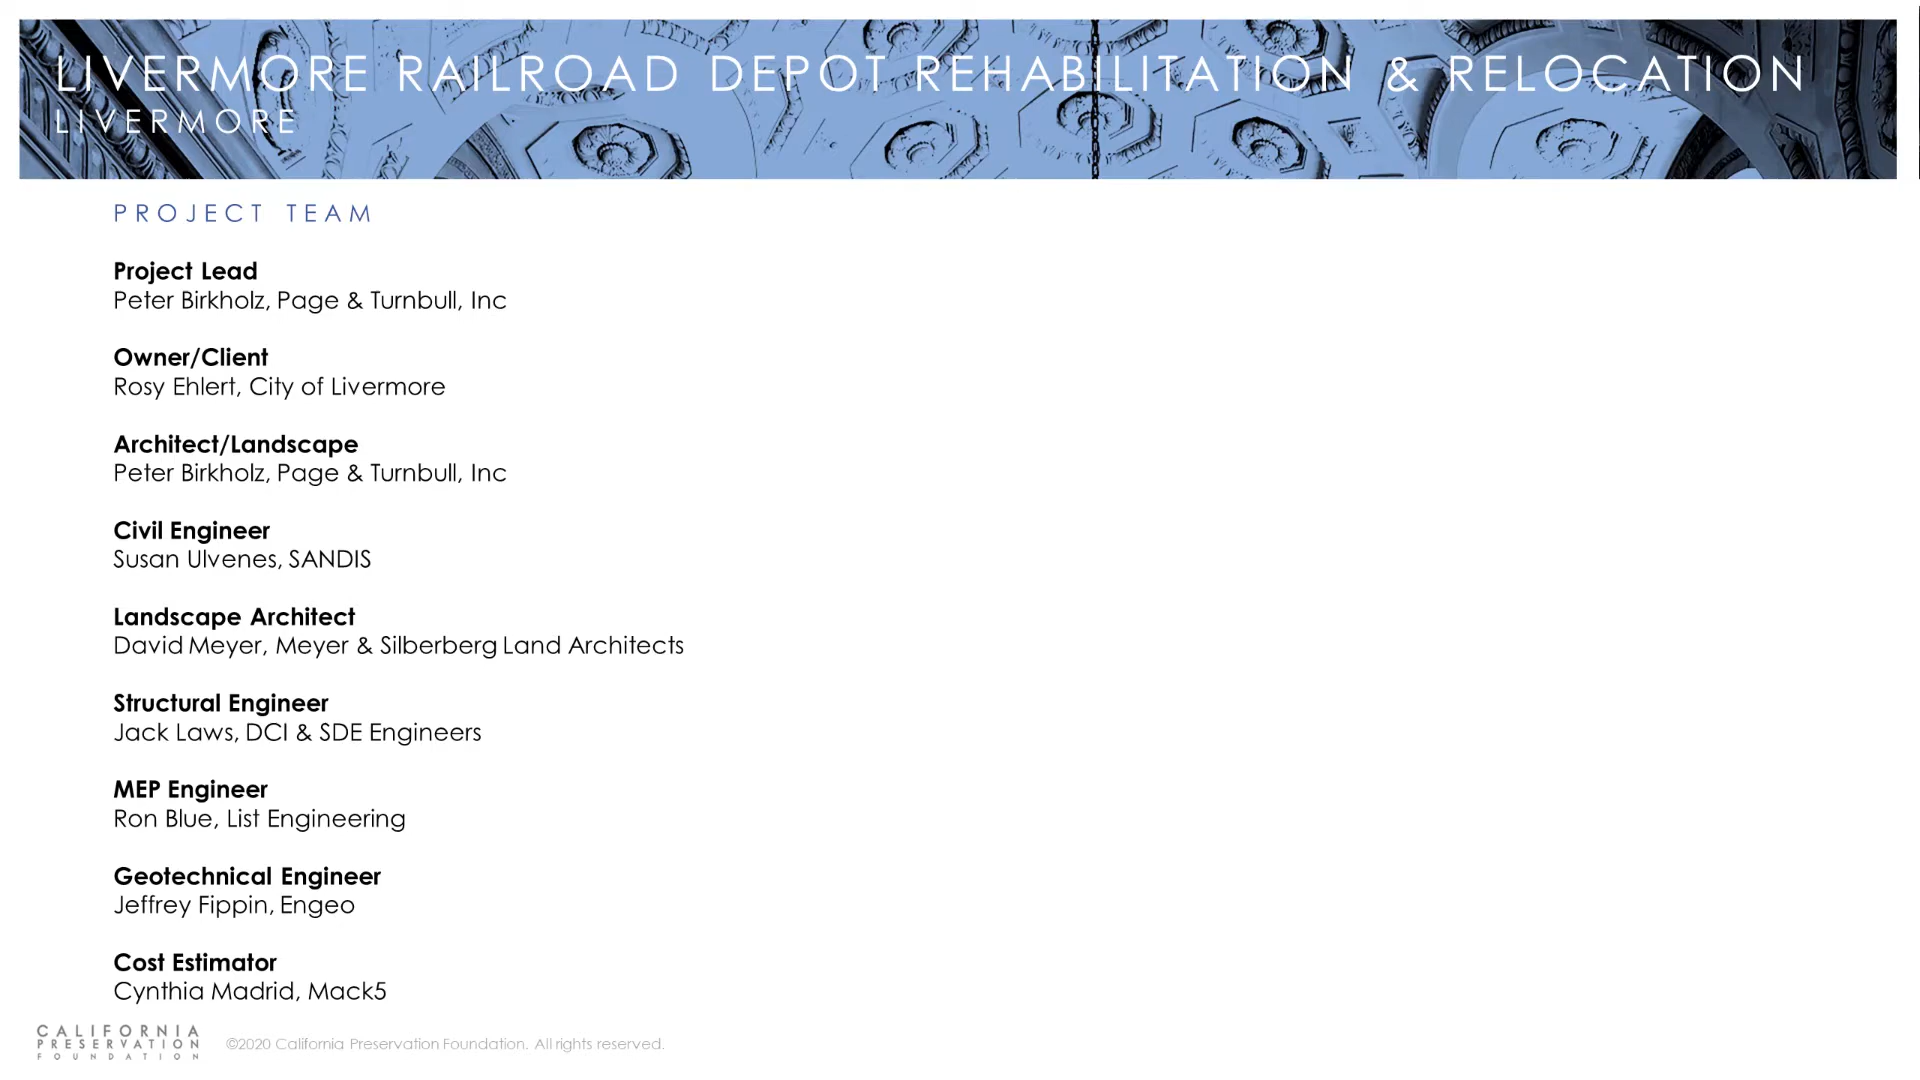 LIVERMORE RAILROAD DEPOT REHABILITATION & RELOCATION
LIVERMORE
PROJECT TEAM
Project Lead
Peter Birkholz, Page & Turnbull, Inc
Owner/Client
Rosy Ehlert, City of Livermore
Architect/Landscape
Peter Birkholz, Page & Turnbull, Inc
Civil Engineer
Susan Ulvenes, SANDIS
Landscape Architect
David Meyer, Meyer & Silberberg Land Architects
Structural Engineer
Jack Laws, DCI & SDE Engineers
MEP Engineer
Ron Blue, List Engineering
Geotechnical Engineer
Jeffrey Fippin, Engeo
Cost Estimator
Cynthia Madrid, Mack5
CALIFORNIA
PRESERVATION
FOUNDATION
©2020 California Preservation Foundation. All rights reserved.